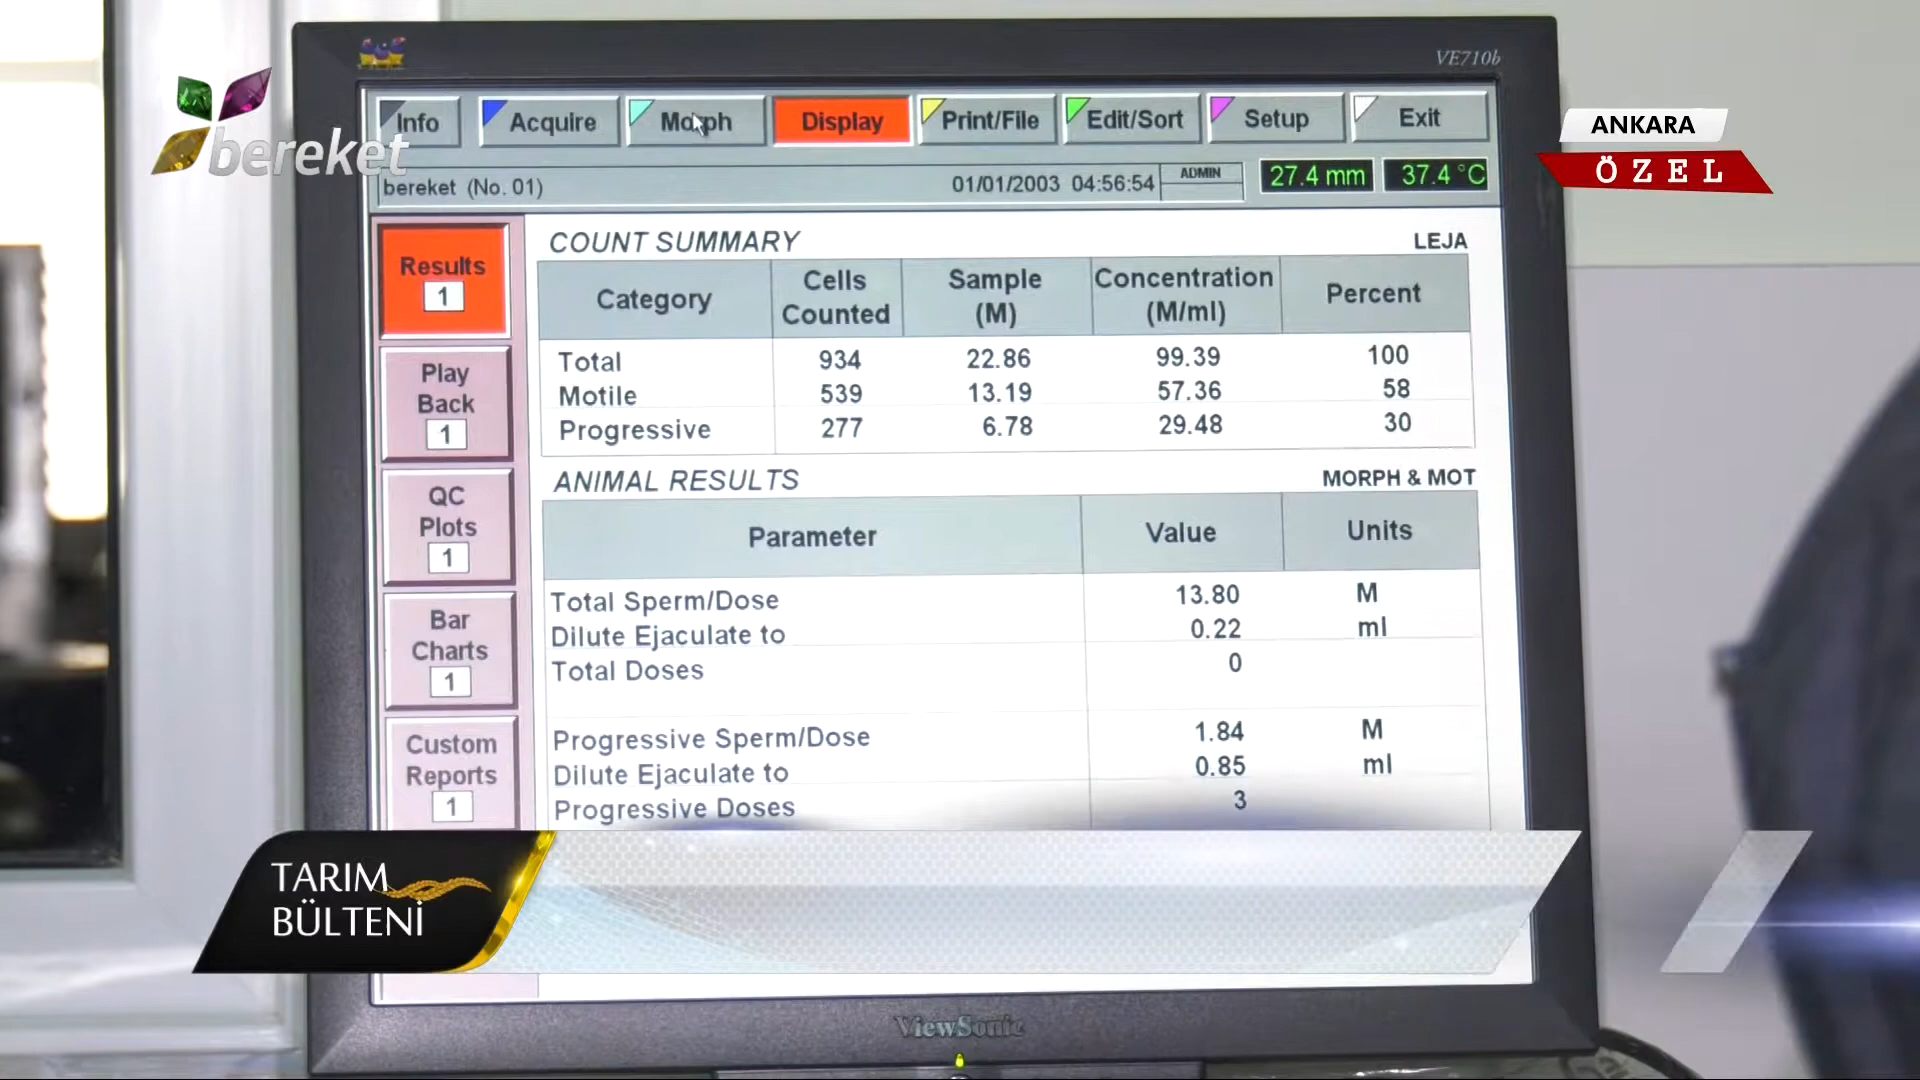 VE710b
Info Acquire Morph Display Print/File Edit/Sort Setup Exit
bereket
ANKARA
ÖZEL
bereket (No. 01) 01/01/2003 04:56:54 ADMIN 27.4 mm 37.4 °C
Results
1
Play
Back
1
QC
Plots
1
Bar
Charts
1
Custom
Reports
1
COUNT SUMMARY LEJA
Category Cells Counted Sample (M) Concentration (M/ml) Percent
Total 934 22.86 99.39 100
Motile 539 13.19 57.36 58
Progressive 277 6.78 29.48 30
ANIMAL RESULTS MORPH & MOT
Parameter Value Units
Total Sperm/Dose 13.80 M
Dilute Ejaculate to 0.22 ml
Total Doses 0
Progressive Sperm/Dose 1.84 M
Dilute Ejaculate to 0.85 ml
Progressive Doses 3
TARIM
BÜLTENİ
ViewSonic